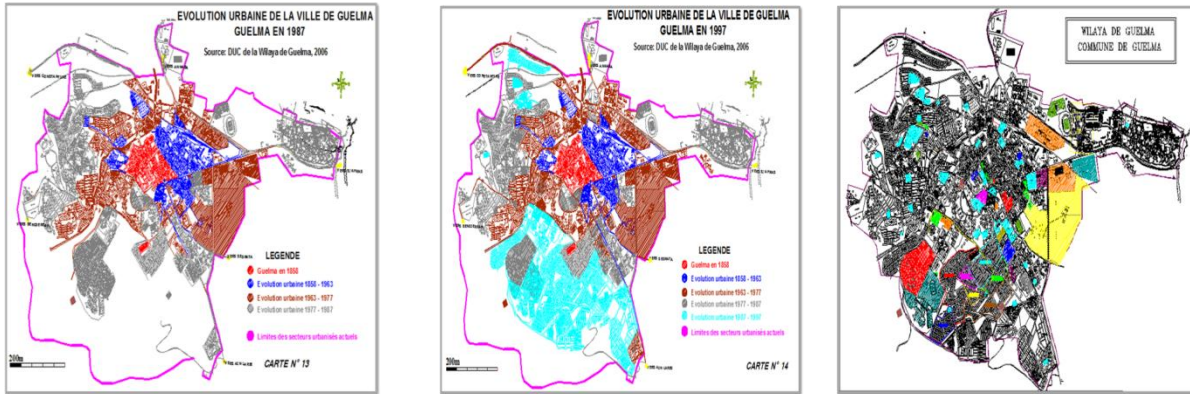 EVOLUTION URBAINE DE LA VILLE DE GUELMA
GUELMA EN 1987
Source: DUC de la Wilaya de Guelma, 2006
LEGENDE
Guelma en 1858
Evolution urbaine 1858 - 1963
Evolution urbaine 1963 - 1977
Evolution urbaine 1977 - 1987
Limites des secteurs urbanisés actuels
200m
CARTE N° 13
EVOLUTION URBAINE DE LA VILLE DE GUELMA
GUELMA EN 1997
Source: DUC de la Wilaya de Guelma, 2006
LEGENDE
Guelma en 1858
Evolution urbaine 1858 - 1963
Evolution urbaine 1963 - 1977
Evolution urbaine 1977 - 1987
Evolution urbaine 1987 - 1997
Limites des secteurs urbanisés actuels
200m
CARTE N° 14
WILAYA DE GUELMA
COMMUNE DE GUELMA